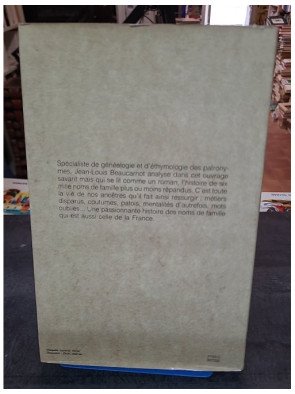 Spécialiste de généalogie et d'éthymologie des patrony-
mes, Jean-Louis Beaucarnot analyse dans cet ouvrage
savant mais qui se lit comme un roman, l'histoire de six
mille noms de famille plus ou moins répandus. C'est toute
la vie de nos ancêtres qu'il fait ainsi ressurgir : métiers
disparus, coutumes, patois, mentalités d'autrefois, mots
oubliés... Une passionnante histoire des noms de famille
qui est aussi celle de la France.